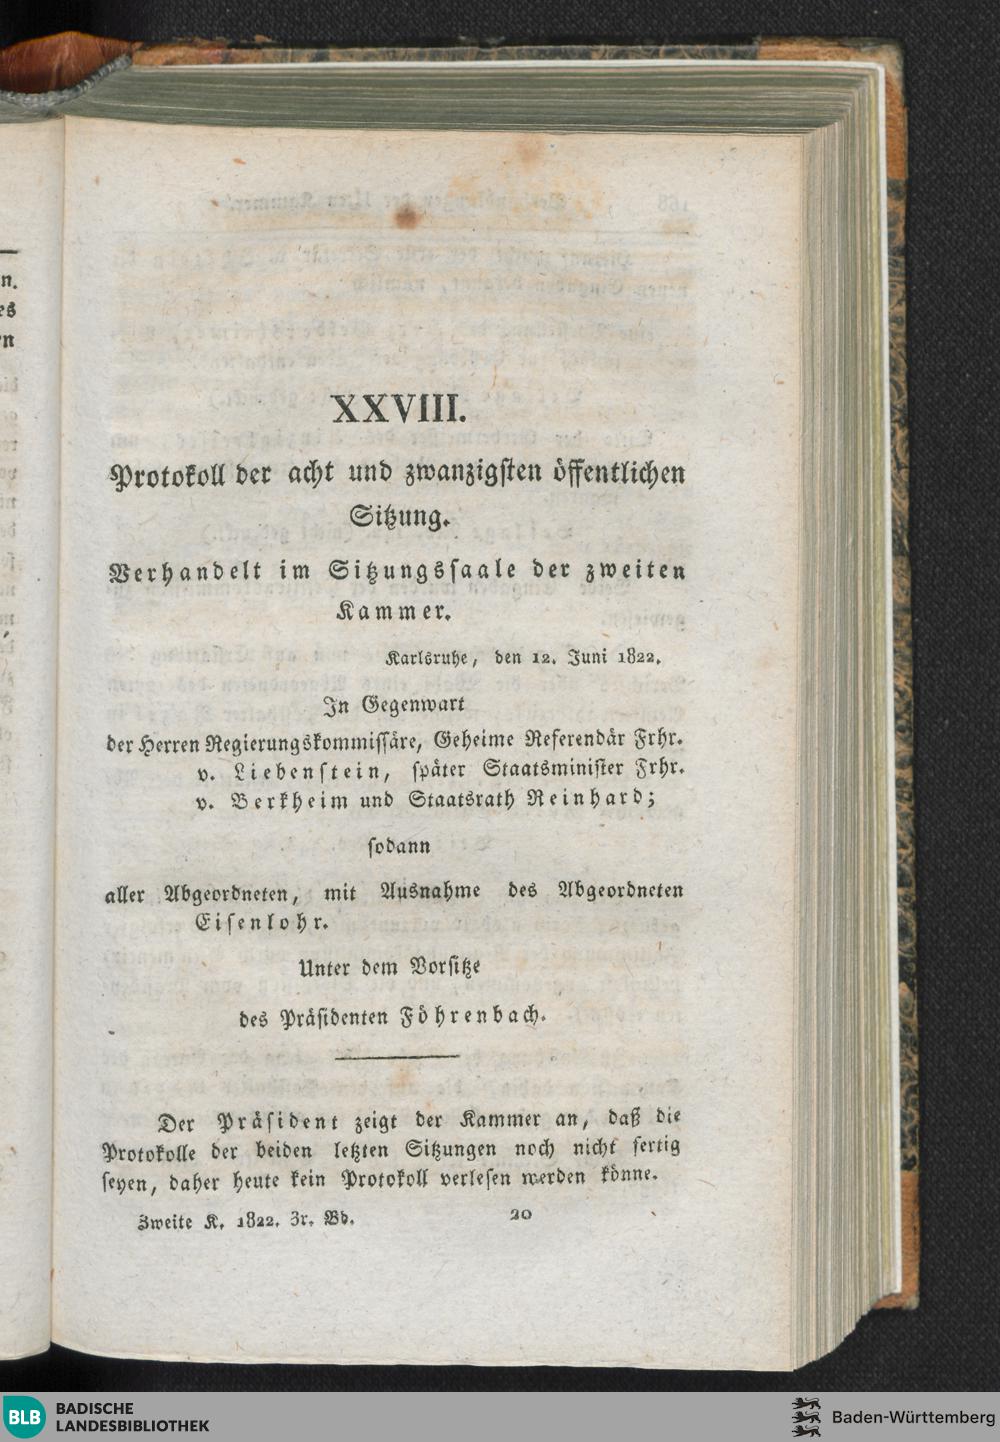 XXVIII.
Protokoll der acht und zwanzigsten öffentlichen
Sitzung.
Verhandelt im Sitzungssaale der zweiten
Kammer.
Karlsruhe, den 12. Juni 1822.
In Gegenwart
der Herren Regierungskommissäre, Geheime Referendär Frhr.
v. Liebenstein, später Staatsminister Frhr.
v. Berkheim und Staatsrath Reinhard;
sodann
aller Abgeordneten, mit Ausnahme des Abgeordneten
Eisenlohr.
Unter dem Vorsitze
des Präsidenten Föhrenbach.
Der Präsident zeigt der Kammer an, daß die
Protokolle der beiden letzten Sitzungen noch nicht fertig
seyen, daher heute kein Protokoll verlesen werden könne.
Zweite K. 1822. 3r. Bd. 20
BLB BADISCHE
LANDESBIBLIOTHEK
Baden-Württemberg